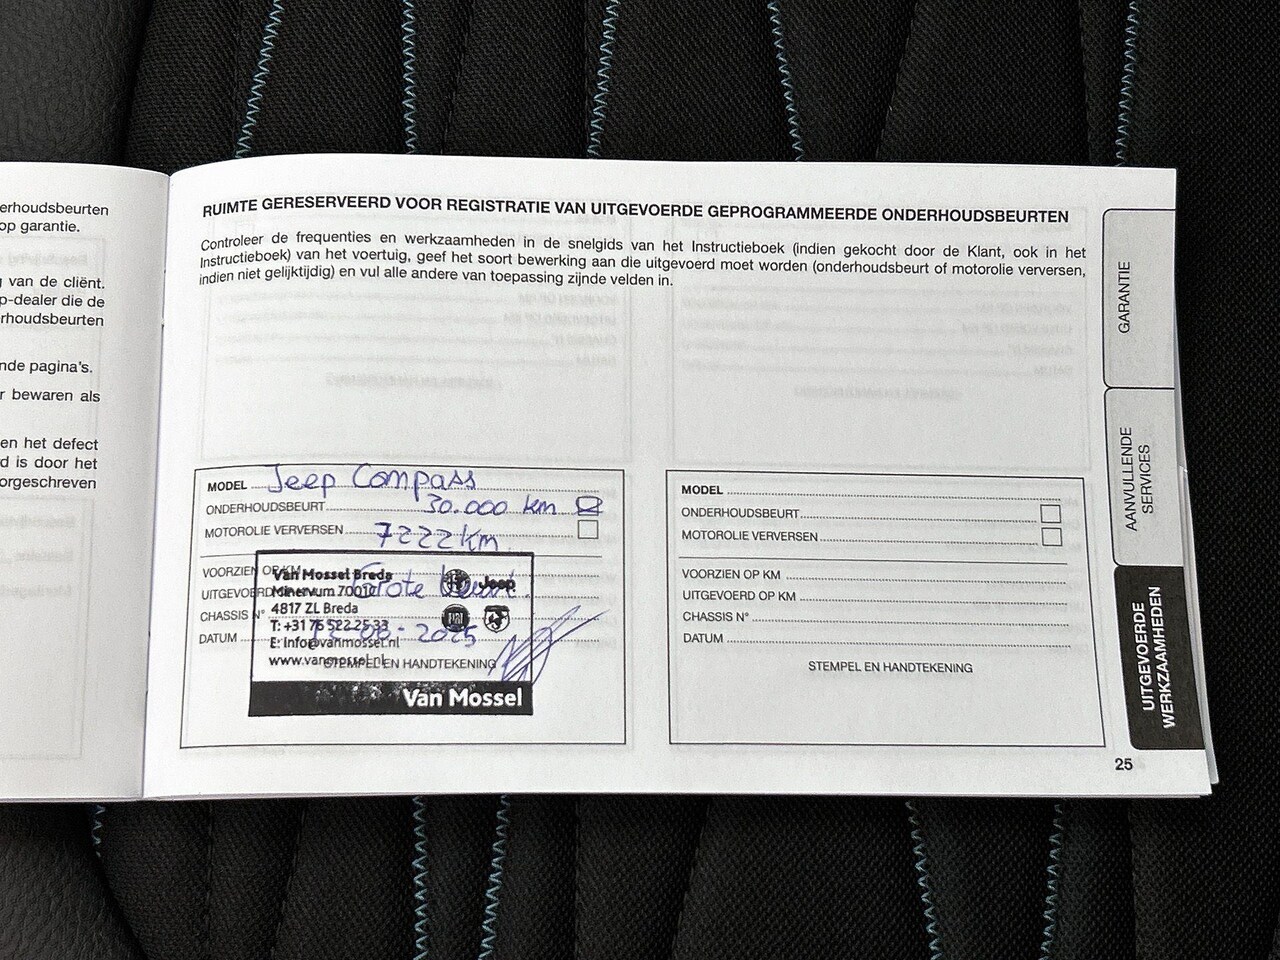 erhoudsbeurten
op garantie.
van de cliënt.
p-dealer die de
rhoudsbeurten
nde pagina's.
r bewaren als
en het defect
d is door het
orgeschreven
RUIMTE GERESERVEERD VOOR REGISTRATIE VAN UITGEVOERDE GEPROGRAMMEERDE ONDERHOUDSBEURTEN
Controleer de frequenties en werkzaamheden in de snelgids van het Instructieboek (indien gekocht door de Klant, ook in het
Instructieboek) van het voertuig, geef het soort bewerking aan die uitgevoerd moet worden (onderhoudsbeurt of motorolie verversen,
indien niet gelijktijdig) en vul alle andere van toepassing zijnde velden in.
MODEL Jeep Compass
ONDERHOUDSBEURT 30.000 km
MOTOROLIE VERVERSEN 7222 km
VOORZIEN OP KM
UITGEVOERD Grote beurt.
CHASSIS N°
DATUM -08-2025
STEMPEL EN HANDTEKENING
Van Mossel Breda
Minervum 7001
4817 ZL Breda
T: +31 76 522 25 33
E: info@vanmossel.nl
www.vanmossel.nl
Jeep
FIAT
Van Mossel
MODEL
ONDERHOUDSBEURT
MOTOROLIE VERVERSEN
VOORZIEN OP KM
UITGEVOERD OP KM
CHASSIS N°
DATUM
STEMPEL EN HANDTEKENING
GARANTIE
AANVULLENDE
SERVICES
UITGEVOERDE
WERKZAAMHEDEN
25